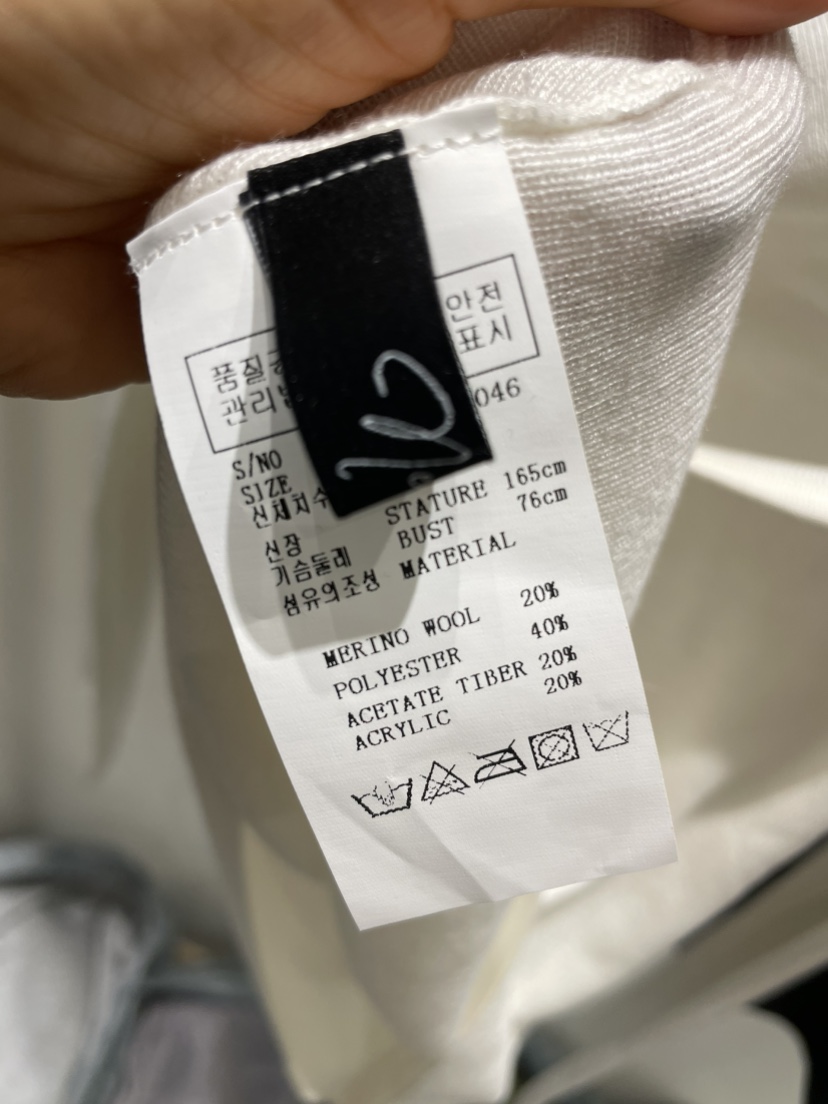 안전
품질
표시
관리
046
S/NO
SIZE
신체치수
신장 STATURE 165cm
가슴둘레 BUST 76cm
섬유의조성 MATERIAL
MERINO WOOL 20%
POLYESTER 40%
ACETATE TIBER 20%
ACRYLIC 20%